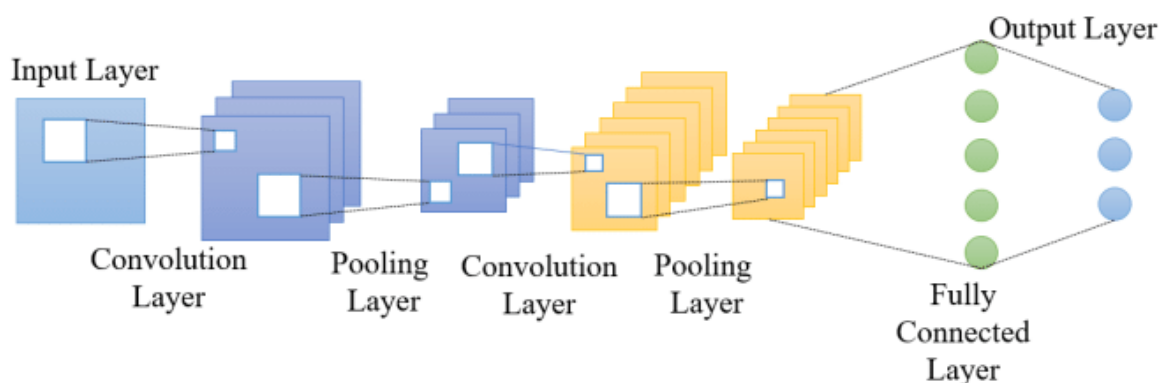 Input Layer
Output Layer
Convolution
Layer
Pooling
Layer
Convolution
Layer
Pooling
Layer
Fully
Connected
Layer